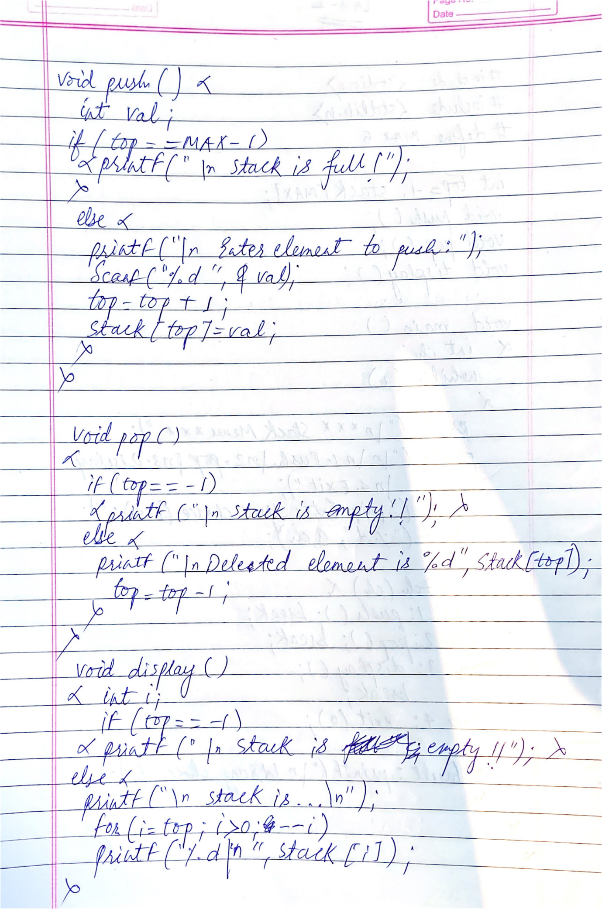 Date
void push () {
int val;
if ( top == MAX-1)
{ printf (" \n stack is full !");
}
else {
printf ("\n Enter element to push: ");
Scanf ("%d ", & val);
top = top + 1 ;
Stack [top] = val;
}
}
void pop ()
{
if (top == -1)
{ printf (" \n stack is empty!! "); }
else {
printf ("\n Deleated element is %d", Stack [top]);
top = top -1 ;
}
}
void display ()
{ int i;
if (top == -1)
{ printf (" \n Stack is empty !!"); }
else {
printf ("\n stack is...\n");
for (i = top ; i>0; --i)
printf ("%d \n ", stack [i]) ;
}